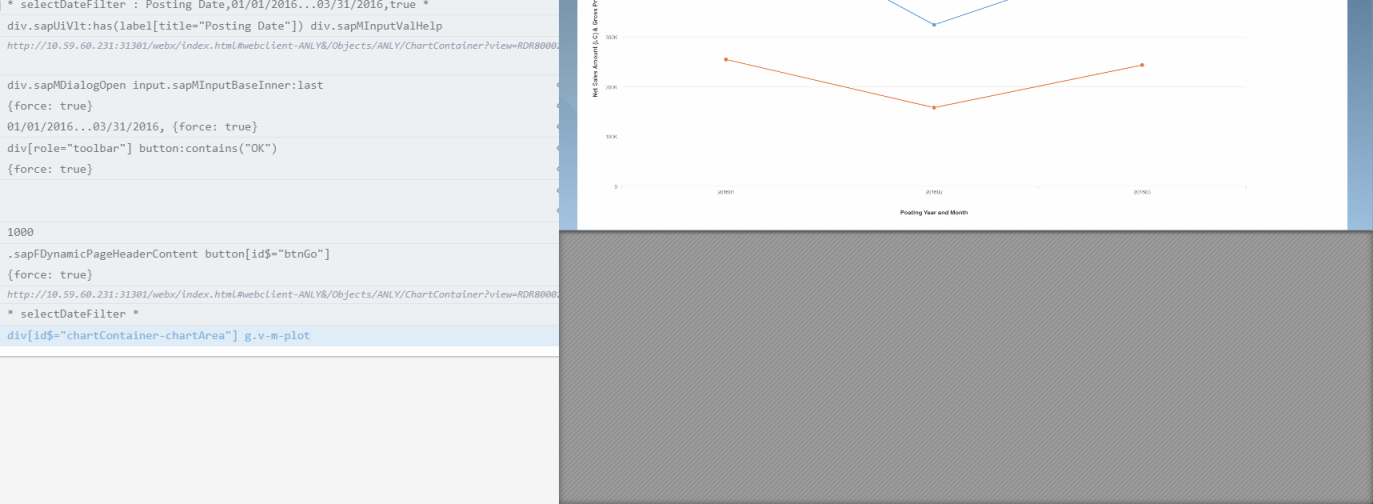 * selectDateFilter : Posting Date,01/01/2016...03/31/2016,true *
div.sapUiVlt:has(label[title="Posting Date"]) div.sapMInputValHelp
http://10.59.60.231:31301/webx/index.html#webclient-ANLY&/Objects/ANLY/ChartContainer?view=RDR8000
div.sapMDialogOpen input.sapMInputBaseInner:last
{force: true}
01/01/2016...03/31/2016, {force: true}
div[role="toolbar"] button:contains("OK")
{force: true}
1000
.sapFDynamicPageHeaderContent button[id$="btnGo"]
{force: true}
http://10.59.60.231:31301/webx/index.html#webclient-ANLY&/Objects/ANLY/ChartContainer?view=RDR8000
* selectDateFilter *
div[id$="chartContainer-chartArea"] g.v-m-plot
Net Sales Amount (LC) & Gross Pr
300K
200K
100K
0
201601
201602
201603
Posting Year and Month